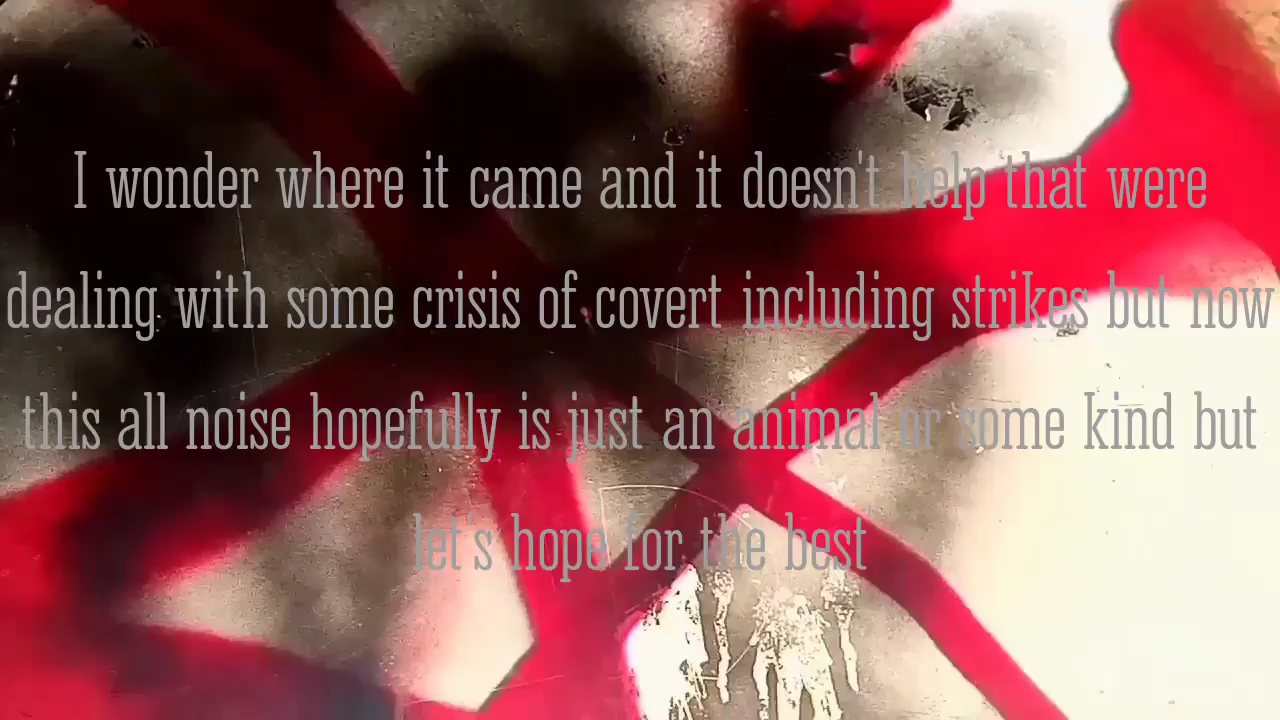 I wonder where it came and it doesn't help that were
dealing with some crisis of covert including strikes but now
this all noise hopefully is just an animal or some kind but
let's hope for the best